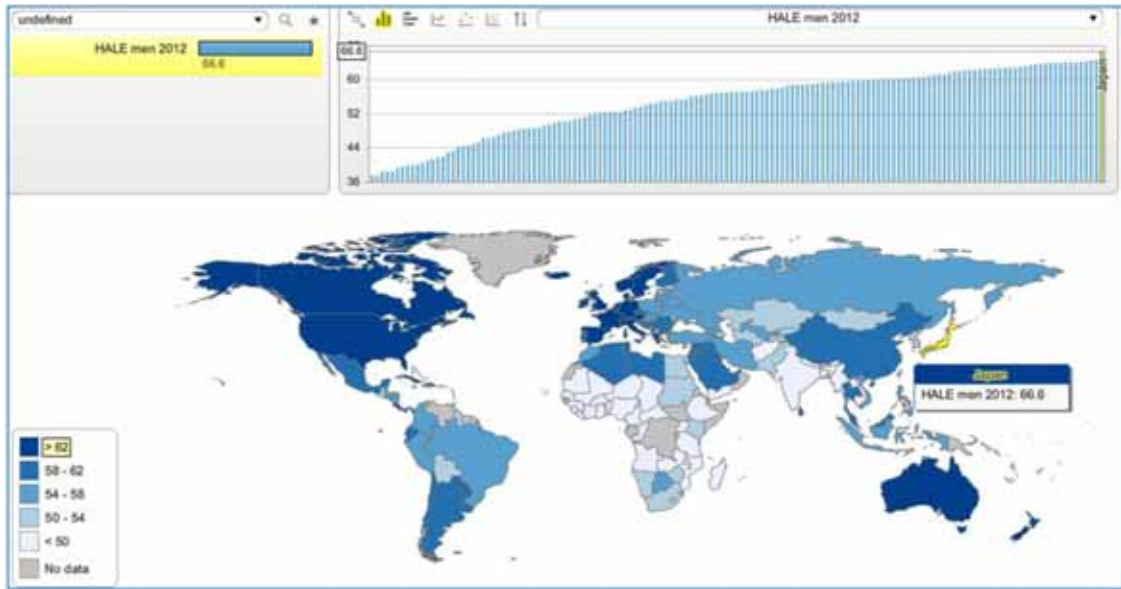 undefined
HALE men 2012
66.6
HALE men 2012
66.6
60
52
44
36
Japan
Japan
HALE men 2012: 66.6
> 62
58 - 62
54 - 58
50 - 54
< 50
No data